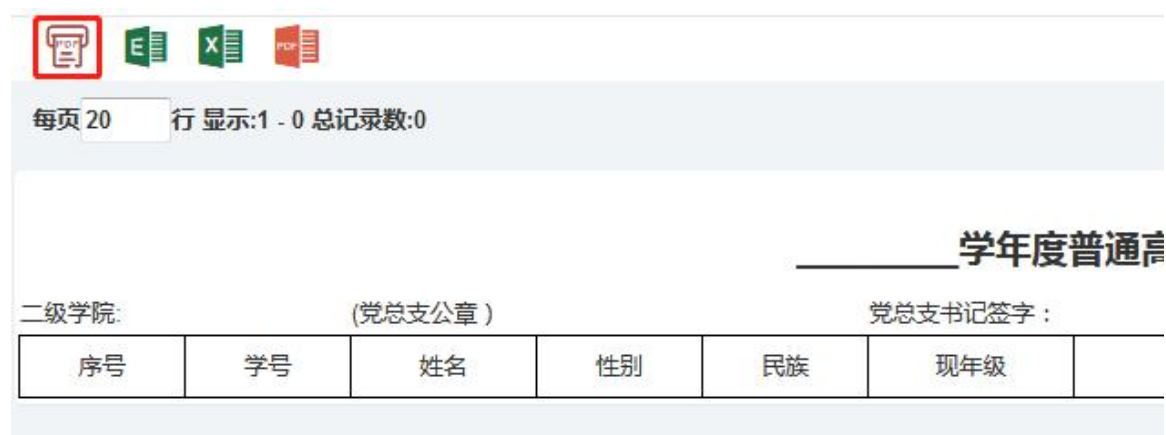 PDF E X PDF
每页 20 行 显示:1 - 0 总记录数:0
________学年度普通高
二级学院: (党总支公章） 党总支书记签字：
序号 学号 姓名 性别 民族 现年级